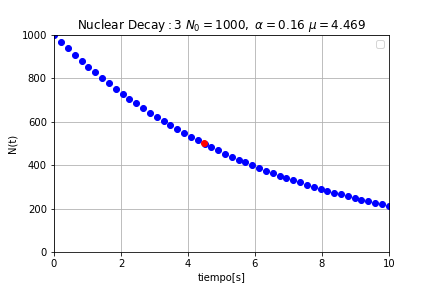 Nuclear Decay : 3 N₀ = 1000, α = 0.16 μ = 4.469
1000
800
600
400
200
0
N(t)
0 2 4 6 8 10
tiempo[s]